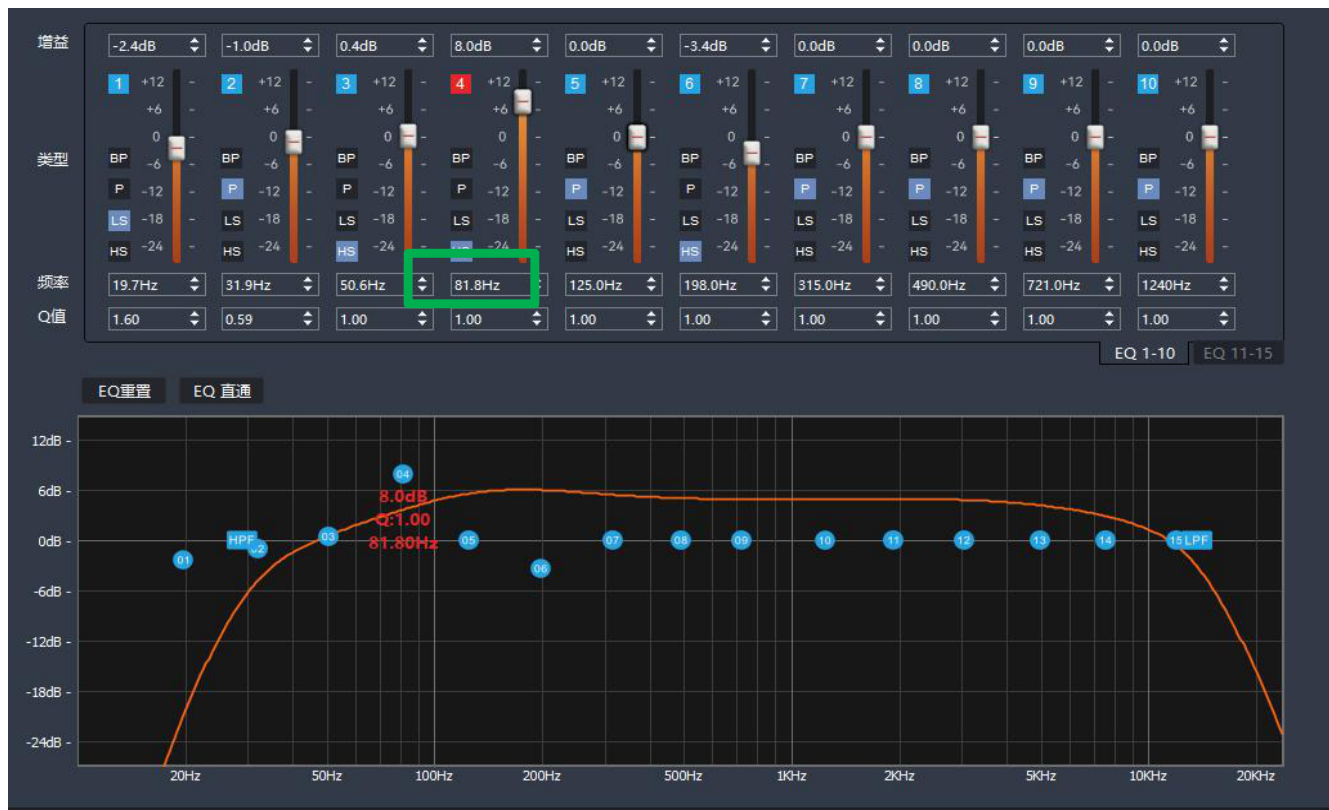 增益 -2.4dB -1.0dB 0.4dB 8.0dB 0.0dB -3.4dB 0.0dB 0.0dB 0.0dB 0.0dB
1 +12 2 +12 3 +12 4 +12 5 +12 6 +12 7 +12 8 +12 9 +12 10 +12
+6 +6 +6 +6 +6 +6 +6 +6 +6 +6
0 0 0 0 0 0 0 0 0 0
类型 BP -6 BP -6 BP -6 BP -6 BP -6 BP -6 BP -6 BP -6 BP -6 BP -6
P -12 P -12 P -12 P -12 P -12 P -12 P -12 P -12 P -12 P -12
LS -18 LS -18 LS -18 LS -18 LS -18 LS -18 LS -18 LS -18 LS -18 LS -18
HS -24 HS -24 HS -24 -24 HS -24 HS -24 HS -24 HS -24 HS -24 HS -24
频率 19.7Hz 31.9Hz 50.6Hz 81.8Hz 125.0Hz 198.0Hz 315.0Hz 490.0Hz 721.0Hz 1240Hz
Q值 1.60 0.59 1.00 1.00 1.00 1.00 1.00 1.00 1.00 1.00
EQ 1-10 EQ 11-15
EQ重置 EQ 直通
12dB
04
6dB
8.0dB
Q:1.00
0dB 01 HPF 02 03 81.80Hz 05 06 07 08 09 10 11 12 13 14 15 LPF
-6dB
-12dB
-18dB
-24dB
20Hz 50Hz 100Hz 200Hz 500Hz 1KHz 2KHz 5KHz 10KHz 20KHz